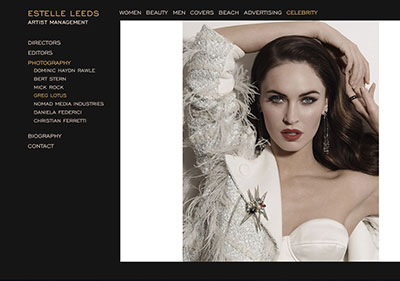 ESTELLE LEEDS
ARTIST MANAGEMENT
WOMEN BEAUTY MEN COVERS BEACH ADVERTISING CELEBRITY
DIRECTORS
EDITORS
PHOTOGRAPHY
DOMINIC HAYDN RAWLE
BERT STERN
MICK ROCK
GREG LOTUS
NOMAD MEDIA INDUSTRIES
DANIELA FEDERICI
CHRISTIAN FERRETTI
BIOGRAPHY
CONTACT